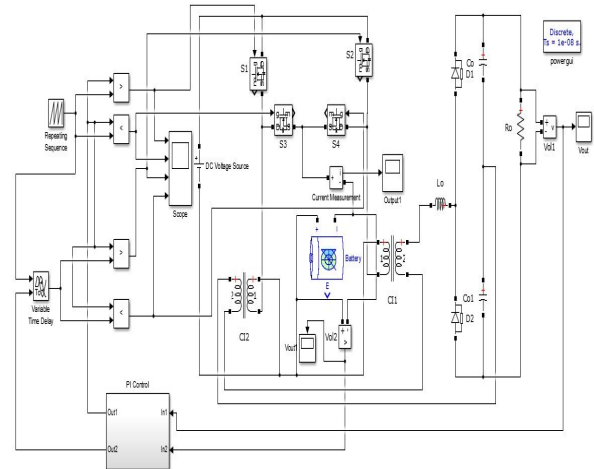 Discrete,
Ts = 1e-08 s.
powergui
S1
S2
Co
D1
>
<
Repeating
Sequence
Scope
DC Voltage Source
S3
S4
Ro
+
-
v
Vol1
Vout
i
+
-
Current Measurement
Output1
Lo
Battery
E
CI1
CI2
>
<
Variable
Time Delay
To
Vout1
Vol2
Co1
D2
PI Control
Out1
In1
Out2
In2